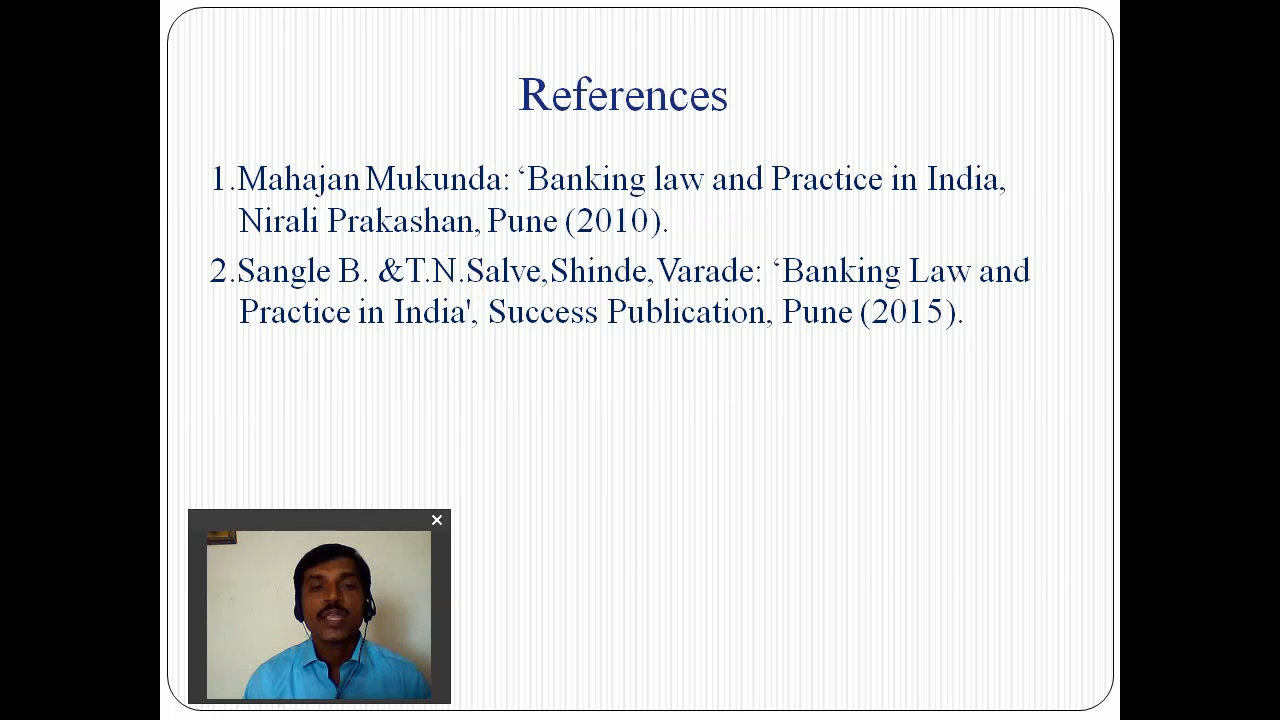 References
1.Mahajan Mukunda: ‘Banking law and Practice in India,
Nirali Prakashan, Pune (2010).
2.Sangle B. &T.N.Salve,Shinde,Varade: ‘Banking Law and
Practice in India', Success Publication, Pune (2015).